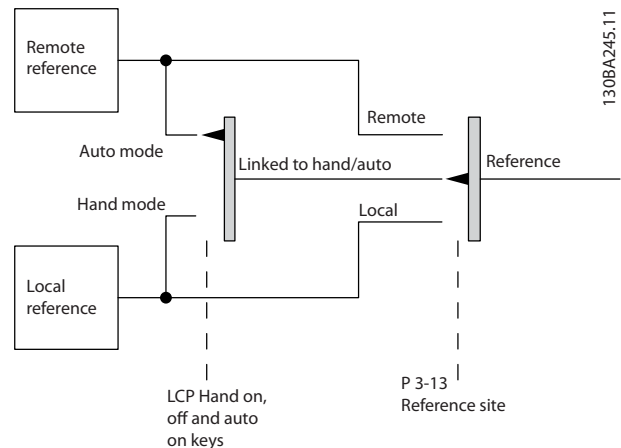 Remote
reference
130BA245.11
Remote
Auto mode
Linked to hand/auto
Reference
Hand mode
Local
Local
reference
LCP Hand on,
off and auto
on keys
P 3-13
Reference site